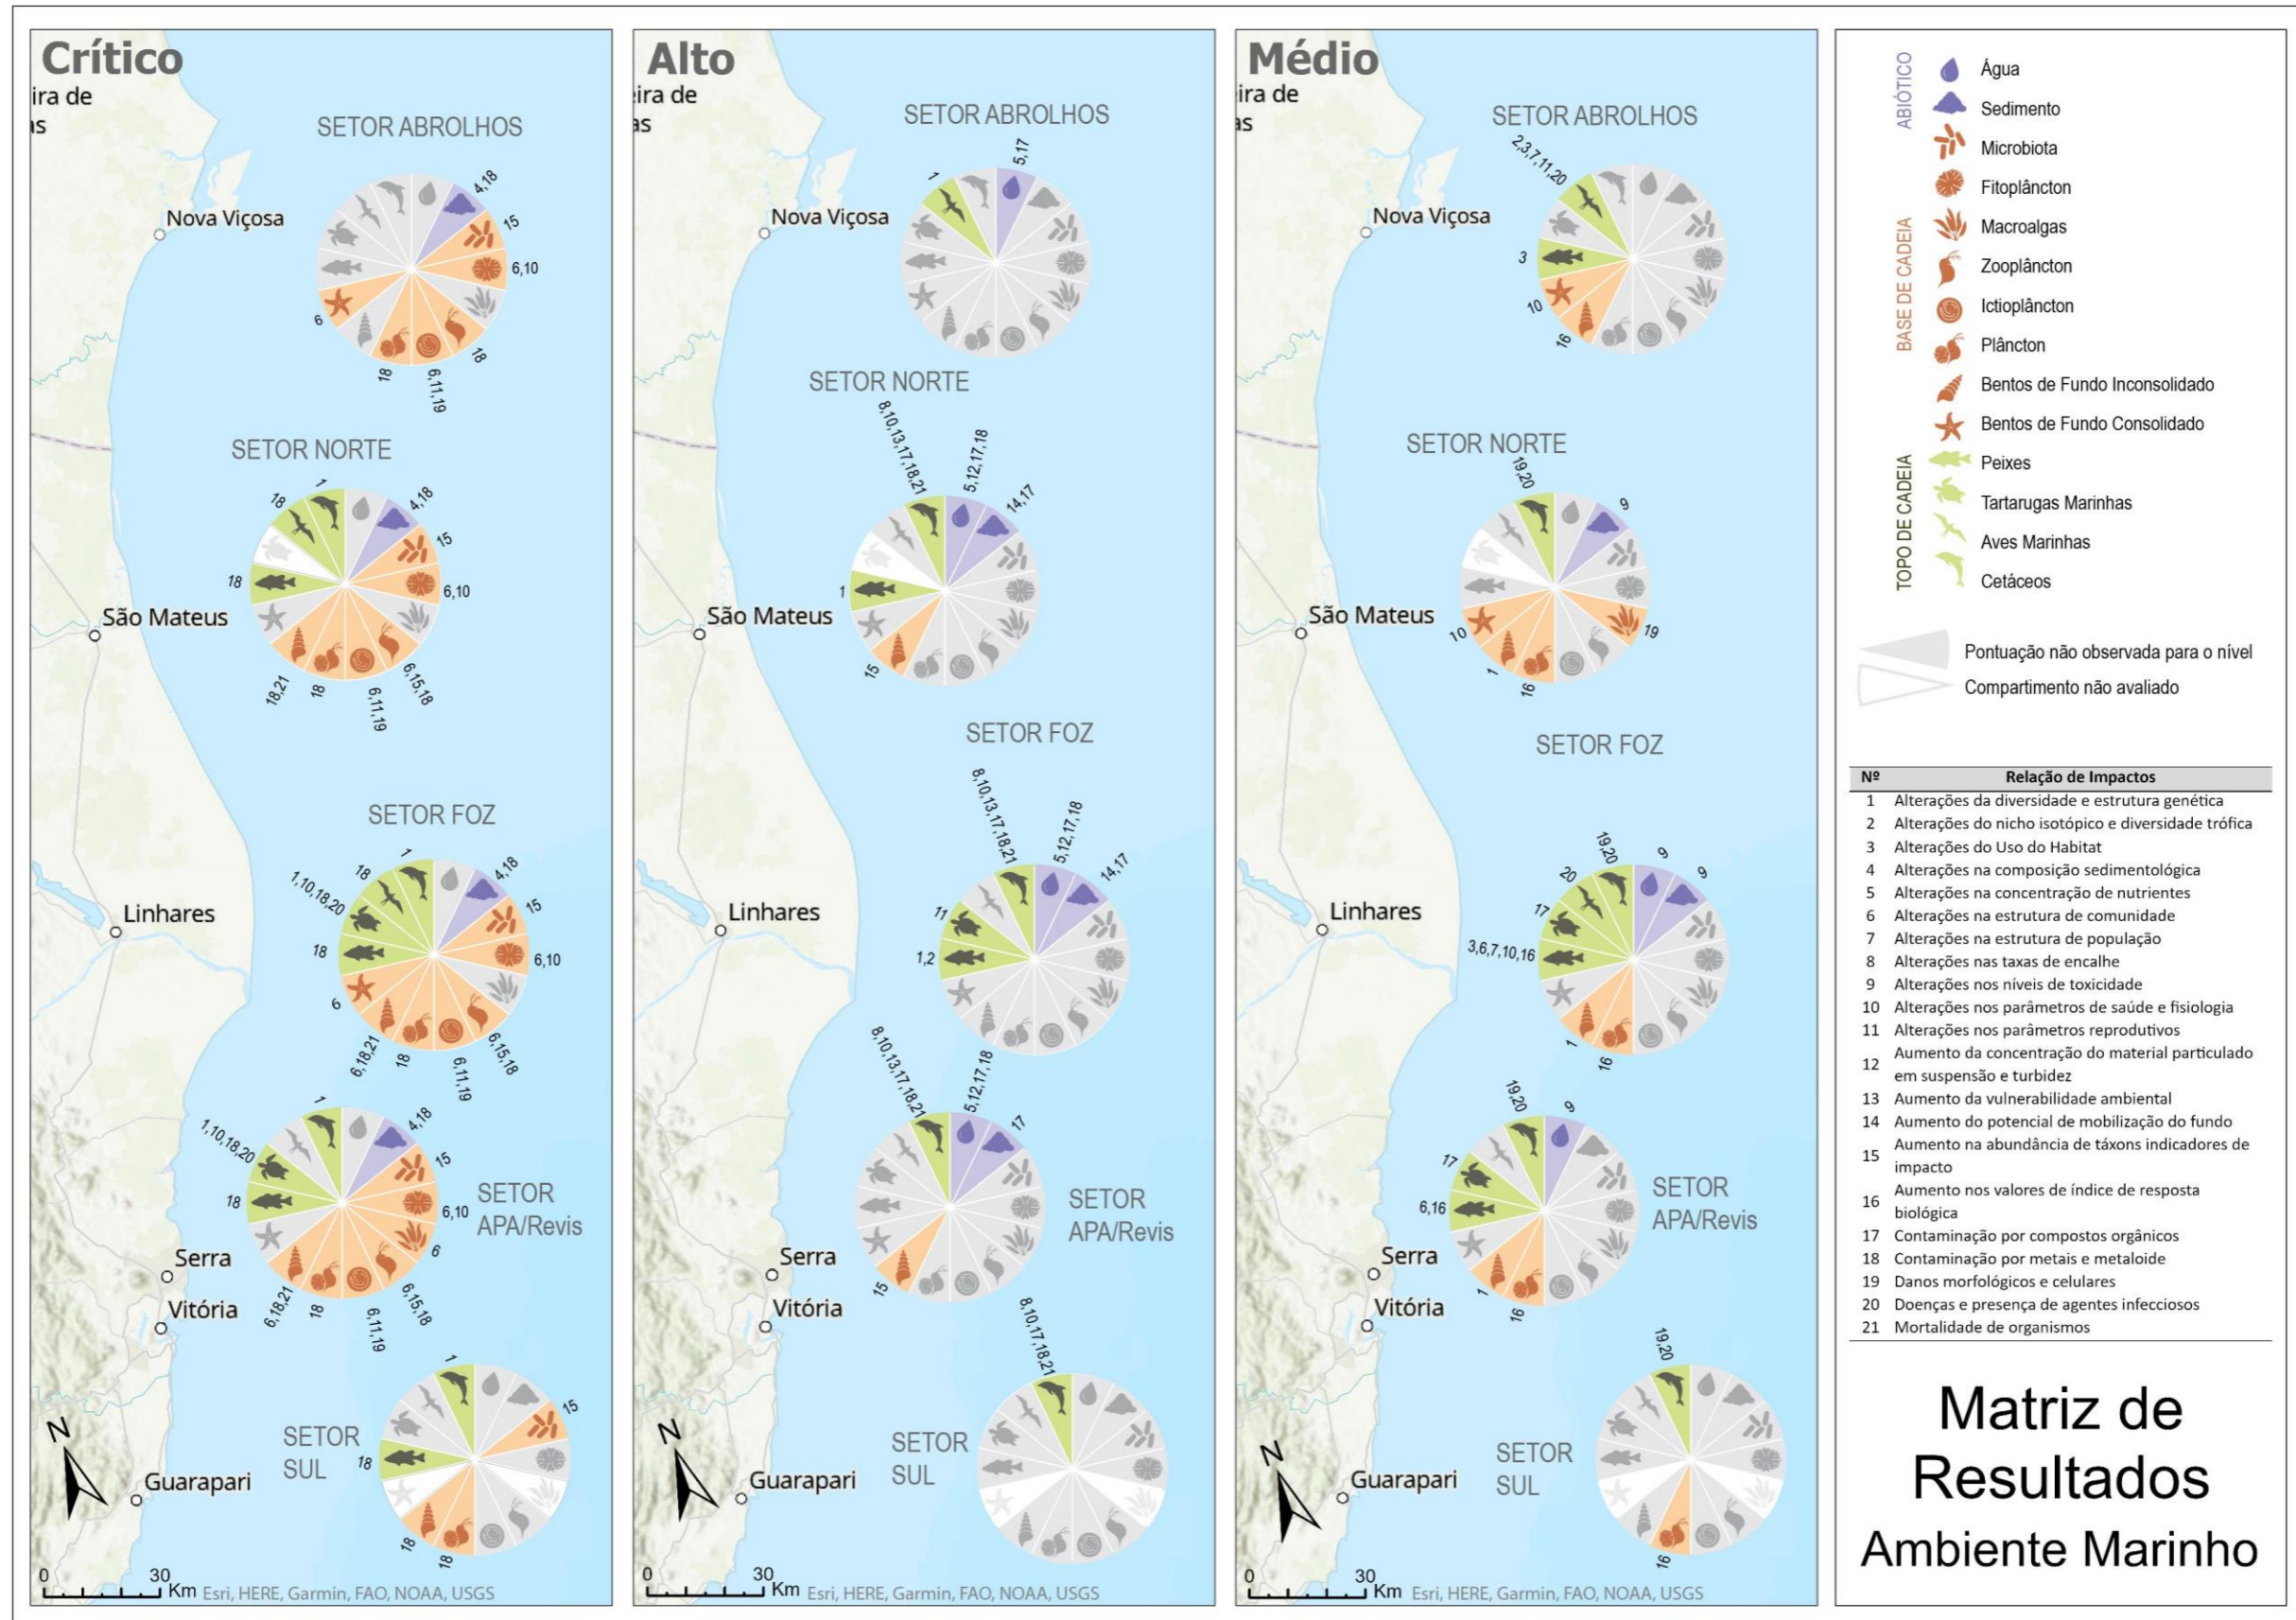 Crítico
ira de
as
SETOR ABROLHOS
4,18
15
6,10
18
6,11,19
18
6
Nova Viçosa
SETOR NORTE
1
18
4,18
15
6,10
6,15,18
6,11,19
18
18,21
18
São Mateus
SETOR FOZ
1
18
1,10,18,20
18
4,18
15
6,10
6,15,18
6,11,19
18
6,18,21
6
Linhares
1
1,10,18,20
18
4,18
15
6,10
6
6,15,18
6,11,19
18
6,18,21
SETOR
APA/Revis
Serra
Vitória
1
15
18
18
18
SETOR
SUL
N
Guarapari
0
30
Km
Esri, HERE, Garmin, FAO, NOAA, USGS
Alto
eira de
as
SETOR ABROLHOS
1
5,17
Nova Viçosa
SETOR NORTE
8,10,13,17,18,21
5,12,17,18
14,17
1
15
São Mateus
SETOR FOZ
8,10,13,17,18,21
5,12,17,18
14,17
11
1,2
Linhares
8,10,13,17,18,21
5,12,17,18
17
15
SETOR
APA/Revis
Serra
Vitória
8,10,17,18,21
SETOR
SUL
N
Guarapari
0
30
Km
Esri, HERE, Garmin, FAO, NOAA, USGS
Médio
ira de
as
SETOR ABROLHOS
2,3,7,11,20
3
10
16
Nova Viçosa
SETOR NORTE
19,20
9
19
16
1
10
São Mateus
SETOR FOZ
19,20
9
9
20
17
3,6,7,10,16
1
16
Linhares
19,20
9
17
6,16
1
16
SETOR
APA/Revis
Serra
Vitória
19,20
16
SETOR
SUL
N
Guarapari
0
30
Km
Esri, HERE, Garmin, FAO, NOAA, USGS
ABIÓTICO
Água
Sedimento
BASE DE CADEIA
Microbiota
Fitoplâncton
Macroalgas
Zooplâncton
Ictioplâncton
Plâncton
Bentos de Fundo Inconsolidado
Bentos de Fundo Consolidado
TOPO DE CADEIA
Peixes
Tartarugas Marinhas
Aves Marinhas
Cetáceos
Pontuação não observada para o nível
Compartimento não avaliado
Nº Relação de Impactos
1 Alterações da diversidade e estrutura genética
2 Alterações do nicho isotópico e diversidade trófica
3 Alterações do Uso do Habitat
4 Alterações na composição sedimentológica
5 Alterações na concentração de nutrientes
6 Alterações na estrutura de comunidade
7 Alterações na estrutura de população
8 Alterações nas taxas de encalhe
9 Alterações nos níveis de toxicidade
10 Alterações nos parâmetros de saúde e fisiologia
11 Alterações nos parâmetros reprodutivos
12 Aumento da concentração do material particulado
em suspensão e turbidez
13 Aumento da vulnerabilidade ambiental
14 Aumento do potencial de mobilização do fundo
15 Aumento na abundância de táxons indicadores de
impacto
16 Aumento nos valores de índice de resposta
biológica
17 Contaminação por compostos orgânicos
18 Contaminação por metais e metaloide
19 Danos morfológicos e celulares
20 Doenças e presença de agentes infecciosos
21 Mortalidade de organismos
Matriz de
Resultados
Ambiente Marinho